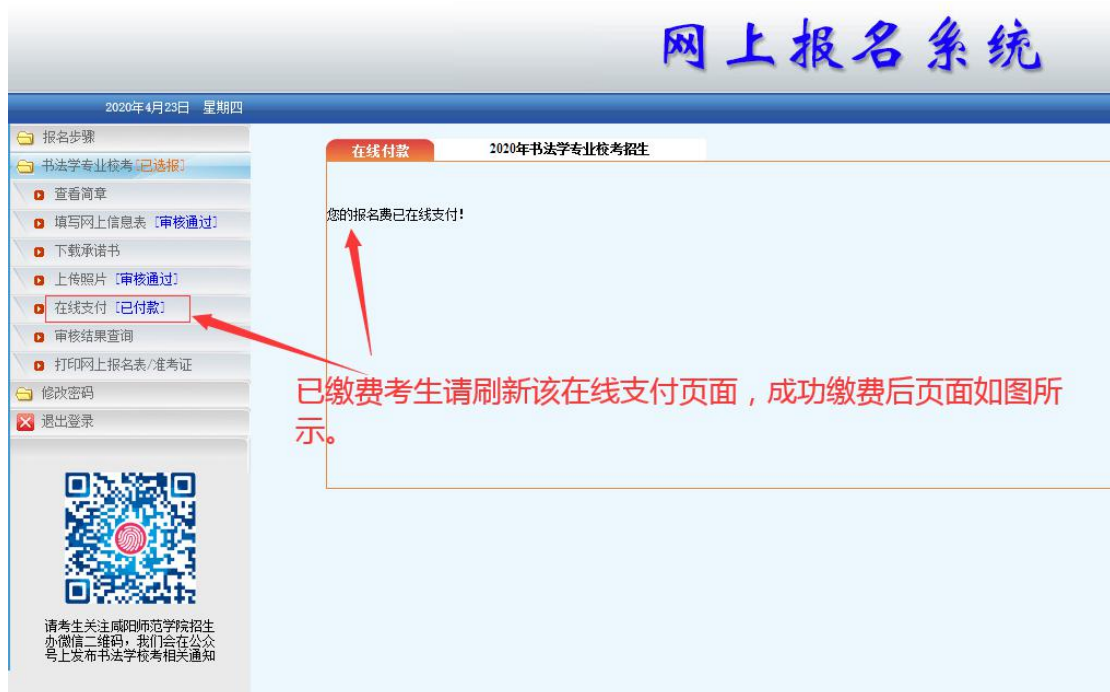 网上报名系统
2020年4月23日 星期四
报名步骤
书法学专业校考[已选报]
查看简章
填写网上信息表 [审核通过]
下载承诺书
上传照片 [审核通过]
在线支付 [已付款]
审核结果查询
打印网上报名表/准考证
修改密码
退出登录
请考生关注咸阳师范学院招生
办微信二维码，我们会在公众
号上发布书法学校考相关通知
在线付款 2020年书法学专业校考招生
您的报名费已在线支付！
已缴费考生请刷新该在线支付页面，成功缴费后页面如图所
示。